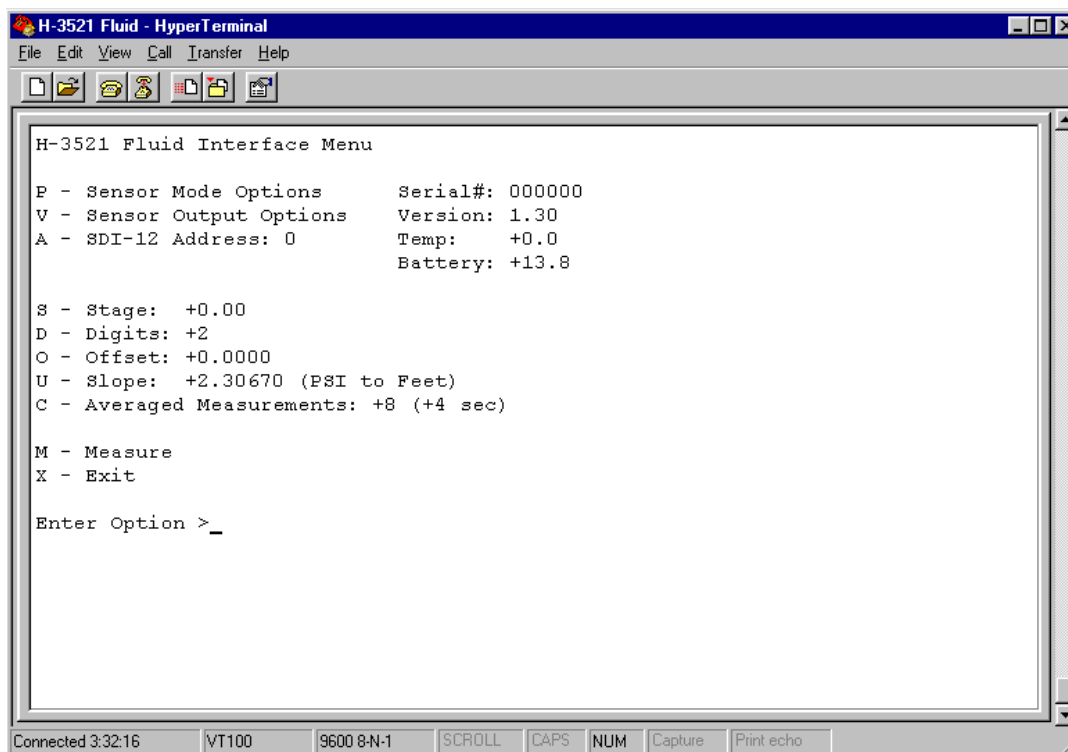 H-3521 Fluid - HyperTerminal
File Edit View Call Transfer Help
H-3521 Fluid Interface Menu
P - Sensor Mode Options Serial#: 000000
V - Sensor Output Options Version: 1.30
A - SDI-12 Address: 0 Temp: +0.0
Battery: +13.8
S - Stage: +0.00
D - Digits: +2
O - Offset: +0.0000
U - Slope: +2.30670 (PSI to Feet)
C - Averaged Measurements: +8 (+4 sec)
M - Measure
X - Exit
Enter Option >_
Connected 3:32:16 VT100 9600 8-N-1 SCROLL CAPS NUM Capture Print echo